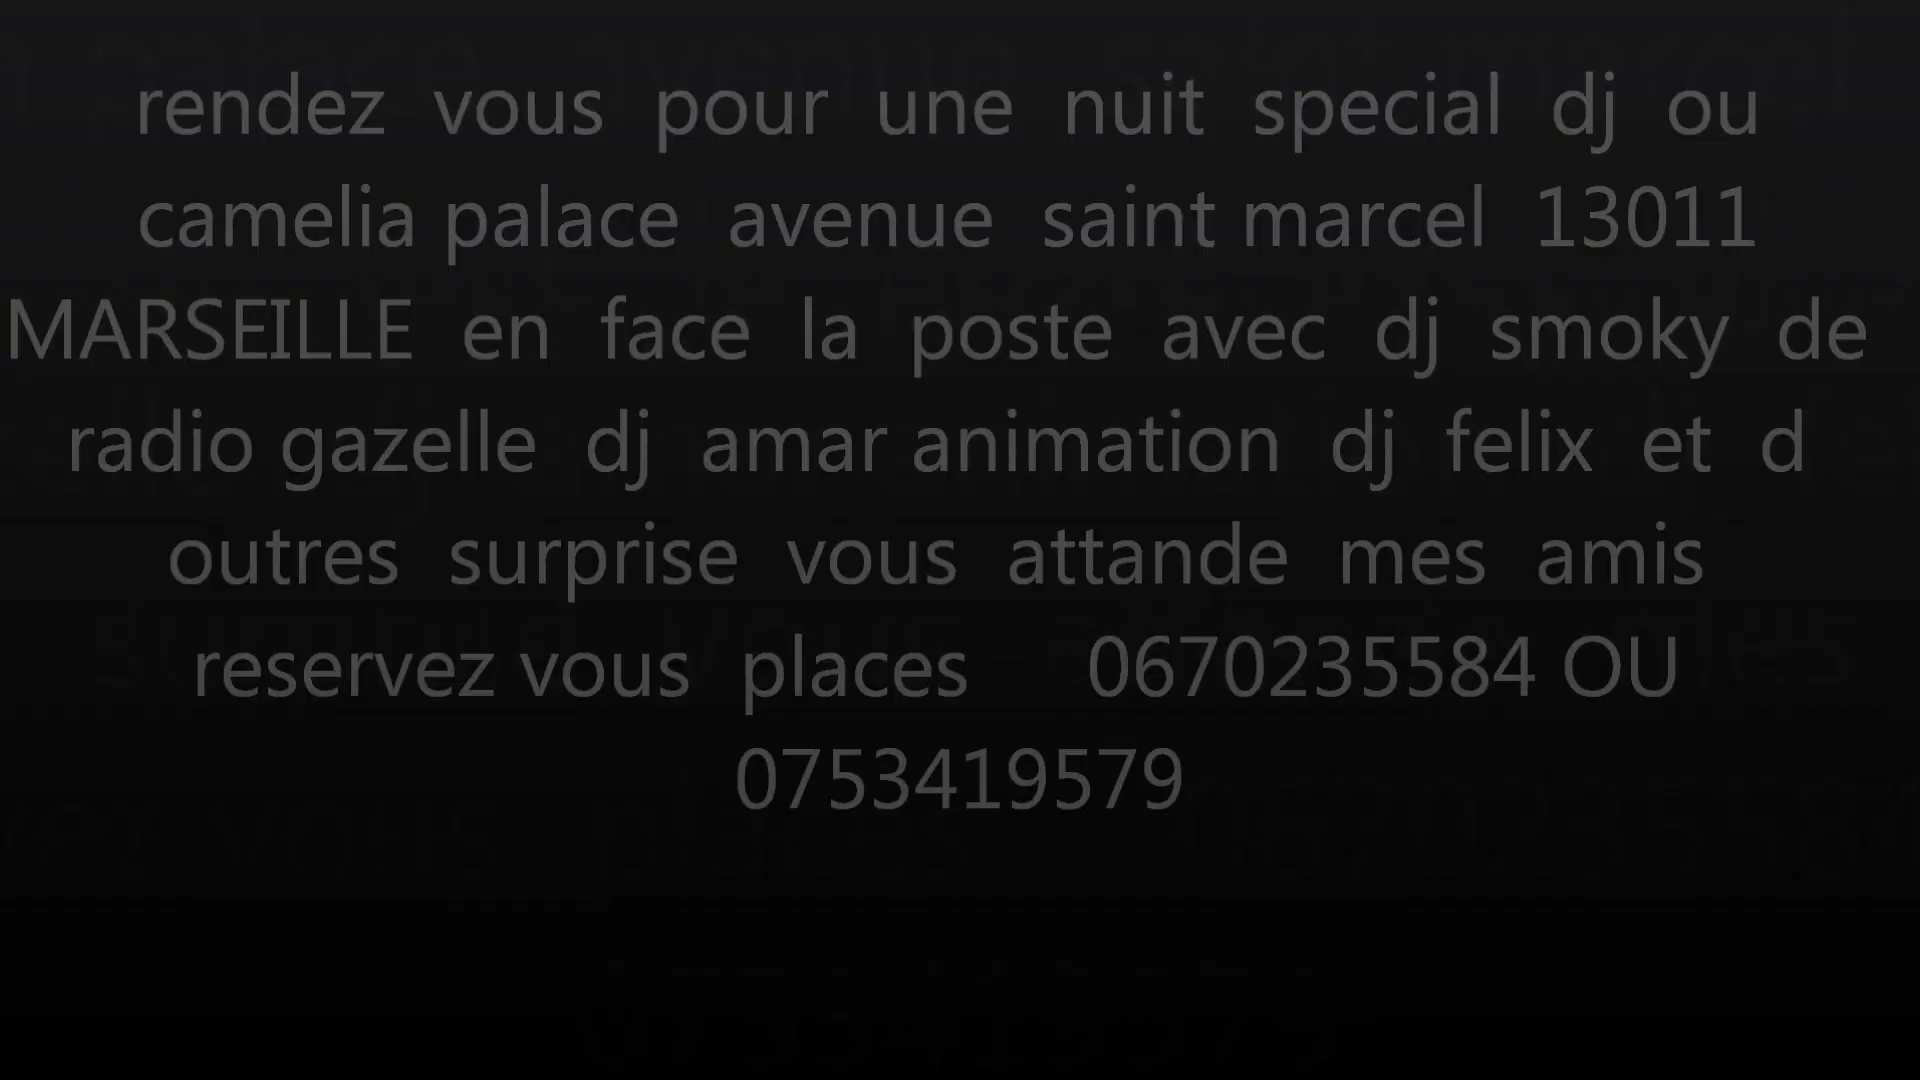 rendez vous pour une nuit special dj ou
camelia palace avenue saint marcel 13011
MARSEILLE en face la poste avec dj smoky de
radio gazelle dj amar animation dj felix et d
outres surprise vous attande mes amis
reservez vous places 0670235584 OU
0753419579